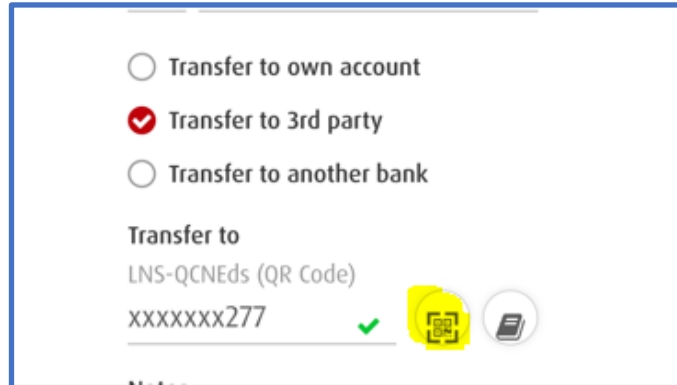 Transfer to own account
Transfer to 3rd party
Transfer to another bank
Transfer to
LNS-QCNEds (QR Code)
xxxxxxx277